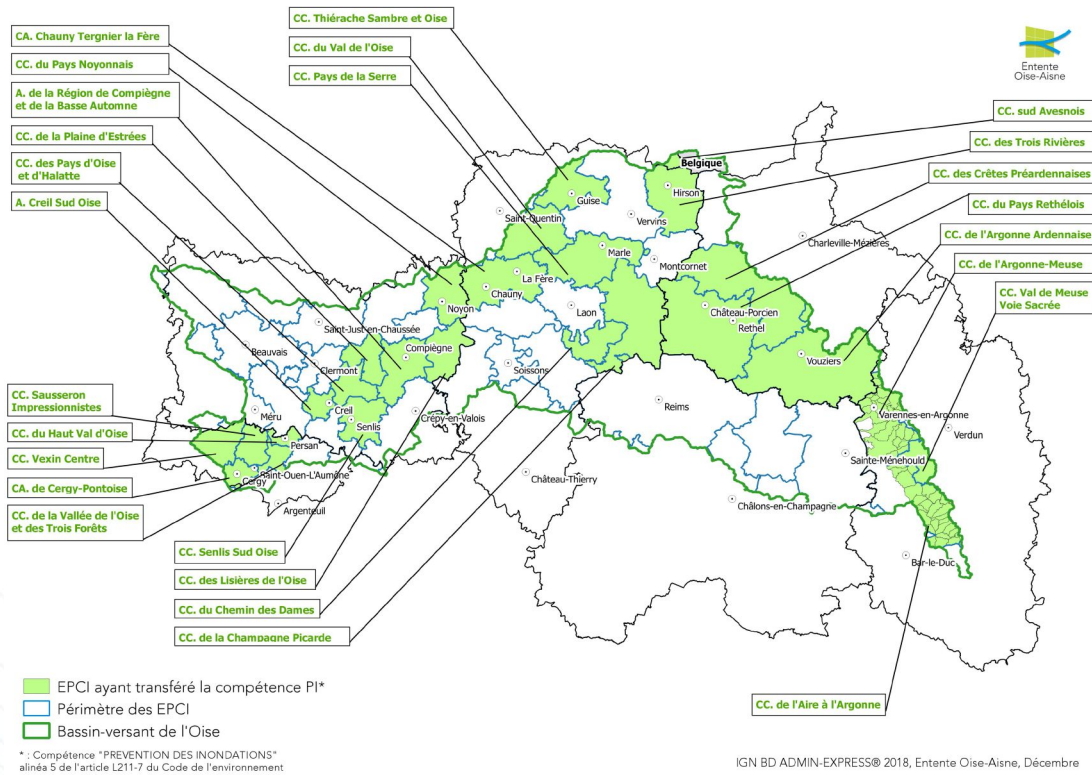 CC. Thiérache Sambre et Oise
CC. du Val de l'Oise
CC. Pays de la Serre
CA. Chauny Tergnier la Fère
CC. du Pays Noyonnais
A. de la Région de Compiègne
et de la Basse Automne
CC. de la Plaine d'Estrées
CC. des Pays d'Oise
et d'Halatte
A. Creil Sud Oise
Entente
Oise-Aisne
CC. sud Avesnois
CC. des Trois Rivières
CC. des Crêtes Préardennaises
CC. du Pays Rethélois
CC. de l'Argonne Ardennaise
CC. de l'Argonne-Meuse
CC. Val de Meuse
Voie Sacrée
Belgique
Hirson
Guise
Saint-Quentin
Vervins
Charleville-Mézières
Marle
Montcornet
La Fère
Chauny
Noyon
Laon
Château-Porcien
Rethel
Saint-Just-en-Chaussée
Beauvais
Compiègne
Clermont
Soissons
Vouziers
Reims
Creil
Méru
Crépy-en-Valois
Senlis
Varennes-en-Argonne
Verdun
Persan
Sainte-Ménehould
Saint-Ouen-L'Aumône
Cergy
Château-Thierry
Argenteuil
Châlons-en-Champagne
Bar-le-Duc
CC. Sausseron
Impressionnistes
CC. du Haut Val d'Oise
CC. Vexin Centre
CA. de Cergy-Pontoise
CC. de la Vallée de l'Oise
et des Trois Forêts
CC. Senlis Sud Oise
CC. des Lisières de l'Oise
CC. du Chemin des Dames
CC. de la Champagne Picarde
CC. de l'Aire à l'Argonne
EPCI ayant transféré la compétence PI*
Périmètre des EPCI
Bassin-versant de l'Oise
* : Compétence "PREVENTION DES INONDATIONS"
alinéa 5 de l'article L211-7 du Code de l'environnement
IGN BD ADMIN-EXPRESS® 2018, Entente Oise-Aisne, Décembre